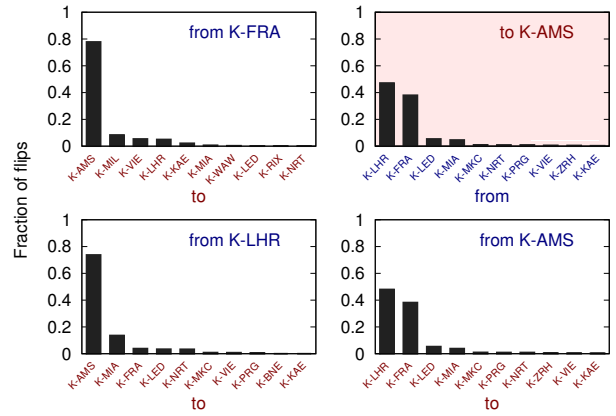 Fraction of flips
1
0.8
0.6
0.4
0.2
0
from K-FRA
K-AMS K-MIL K-VIE K-LHR K-KAE K-MIA K-WAW K-LED K-RIX K-NRT
to
1
0.8
0.6
0.4
0.2
0
to K-AMS
K-LHR K-FRA K-LED K-MIA K-MKC K-NRT K-PRG K-VIE K-ZRH K-KAE
from
1
0.8
0.6
0.4
0.2
0
from K-LHR
K-AMS K-MIA K-FRA K-LED K-NRT K-MKC K-VIE K-PRG K-BNE K-KAE
to
1
0.8
0.6
0.4
0.2
0
from K-AMS
K-LHR K-FRA K-LED K-MIA K-MKC K-PRG K-NRT K-ZRH K-VIE K-KAE
to